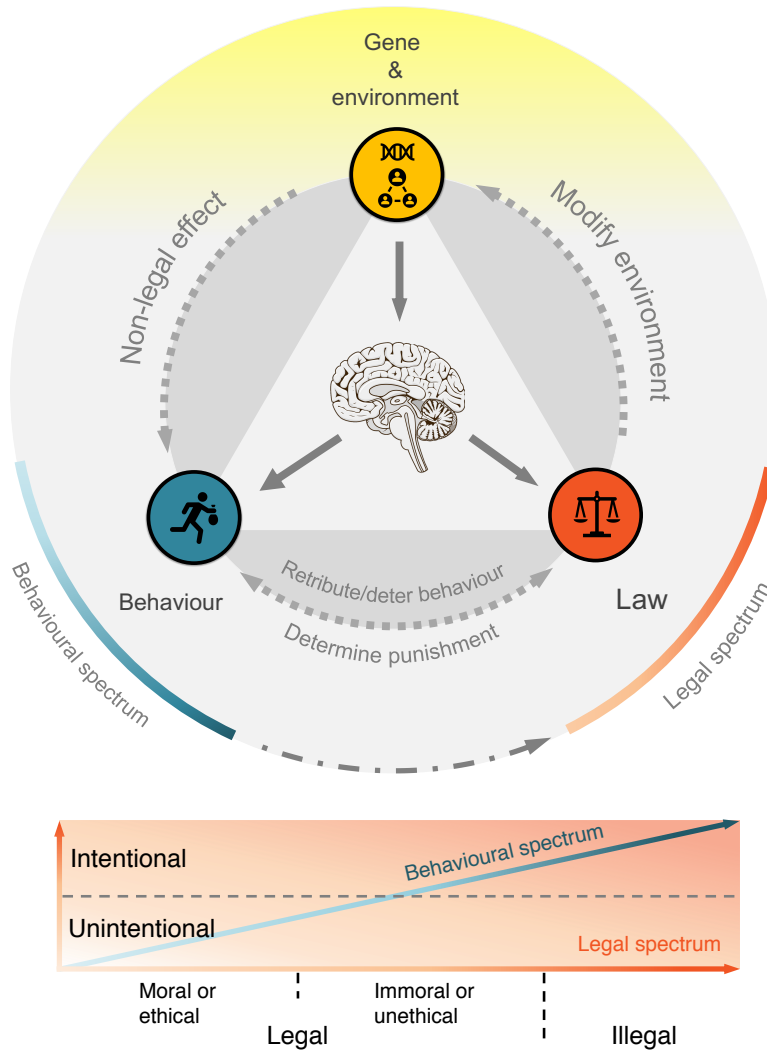 Gene
&
environment
Non-legal effect
Modify environment
Behaviour
Retribute/deter behaviour
Determine punishment
Law
Behavioural spectrum
Legal spectrum
Intentional
Behavioural spectrum
Unintentional
Legal spectrum
Moral or
ethical
Immoral or
unethical
Legal
Illegal